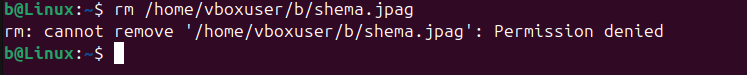 b@Linux:~$ rm /home/vboxuser/b/shema.jpag
rm: cannot remove '/home/vboxuser/b/shema.jpag': Permission denied
b@Linux:~$